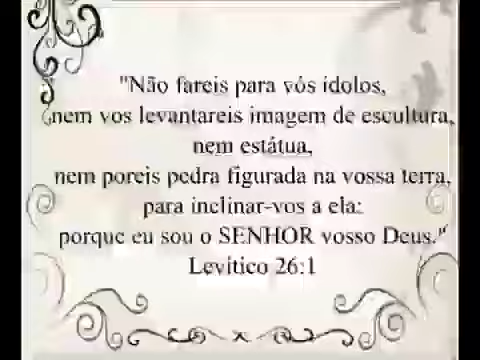 "Não fareis para vós ídolos,
nem vos levantareis imagem de escultura,
nem estátua,
nem poreis pedra figurada na vossa terra,
para inclinar-vos a ela:
porque eu sou o SENHOR vosso Deus."
Levítico 26:1